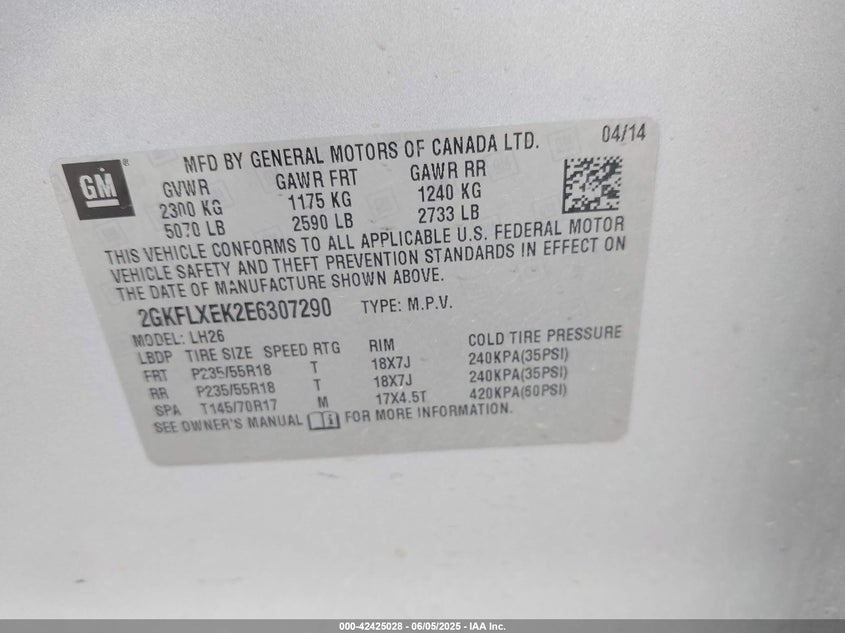 GM
MFD BY GENERAL MOTORS OF CANADA LTD. 04/14
GVWR GAWR FRT GAWR RR
2300 KG 1175 KG 1240 KG
5070 LB 2590 LB 2733 LB
THIS VEHICLE CONFORMS TO ALL APPLICABLE U.S. FEDERAL MOTOR
VEHICLE SAFETY AND THEFT PREVENTION STANDARDS IN EFFECT ON
THE DATE OF MANUFACTURE SHOWN ABOVE.
2GKFLXEK2E6307290 TYPE: M.P.V.
MODEL: LH26
LBDP TIRE SIZE SPEED RTG RIM COLD TIRE PRESSURE
FRT P235/55R18 T 18X7J 240KPA(35PSI)
RR P235/55R18 T 18X7J 240KPA(35PSI)
SPA T145/70R17 M 17X4.5T 420KPA(60PSI)
SEE OWNER'S MANUAL FOR MORE INFORMATION.
000-42425028 - 06/05/2025 - IAA Inc.